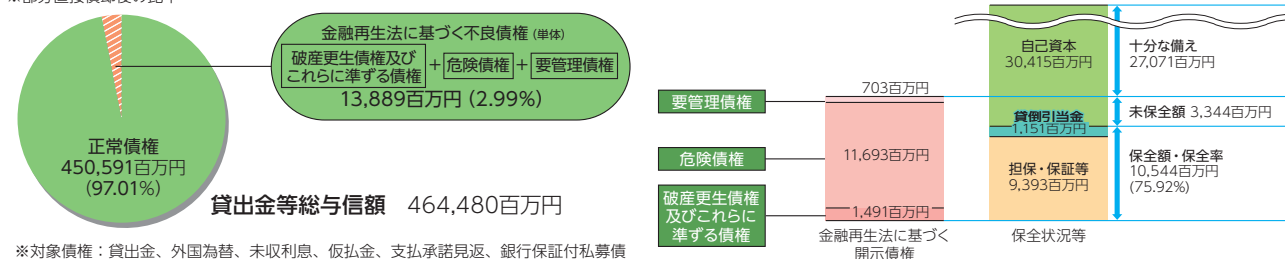 金融再生法に基づく不良債権(単体)
破産更生債権及び
これらに準ずる債権
+危険債権+要管理債権
13,889百万円(2.99%)
正常債権
450,591百万円
(97.01%)
貸出金等総与信額 464,480百万円
※対象債権：貸出金、外国為替、未収利息、仮払金、支払承諾見返、銀行保証付私募債
要管理債権
危険債権
破産更生債権
及びこれらに
準ずる債権
703百万円
11,693百万円
1,491百万円
金融再生法に基づく
開示債権
自己資本
30,415百万円
貸倒引当金
1,151百万円
担保・保証等
9,393百万円
保全状況等
十分な備え
27,071百万円
未保全額 3,344百万円
保全額・保全率
10,544百万円
(75.92%)